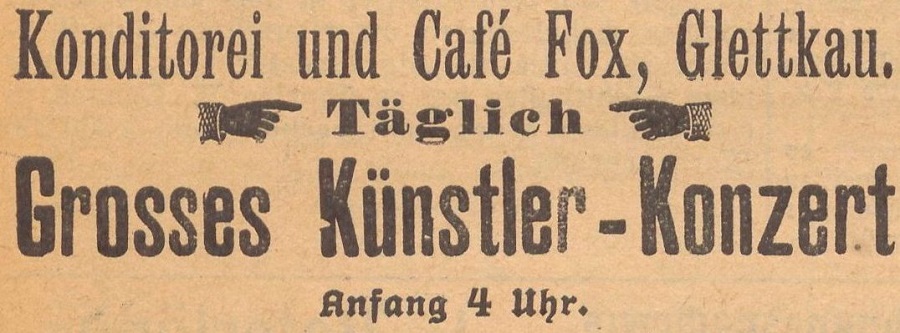 Konditorei und Café Fox, Glettkau.
Täglich
Grosses Künstler-Konzert
Anfang 4 Uhr.